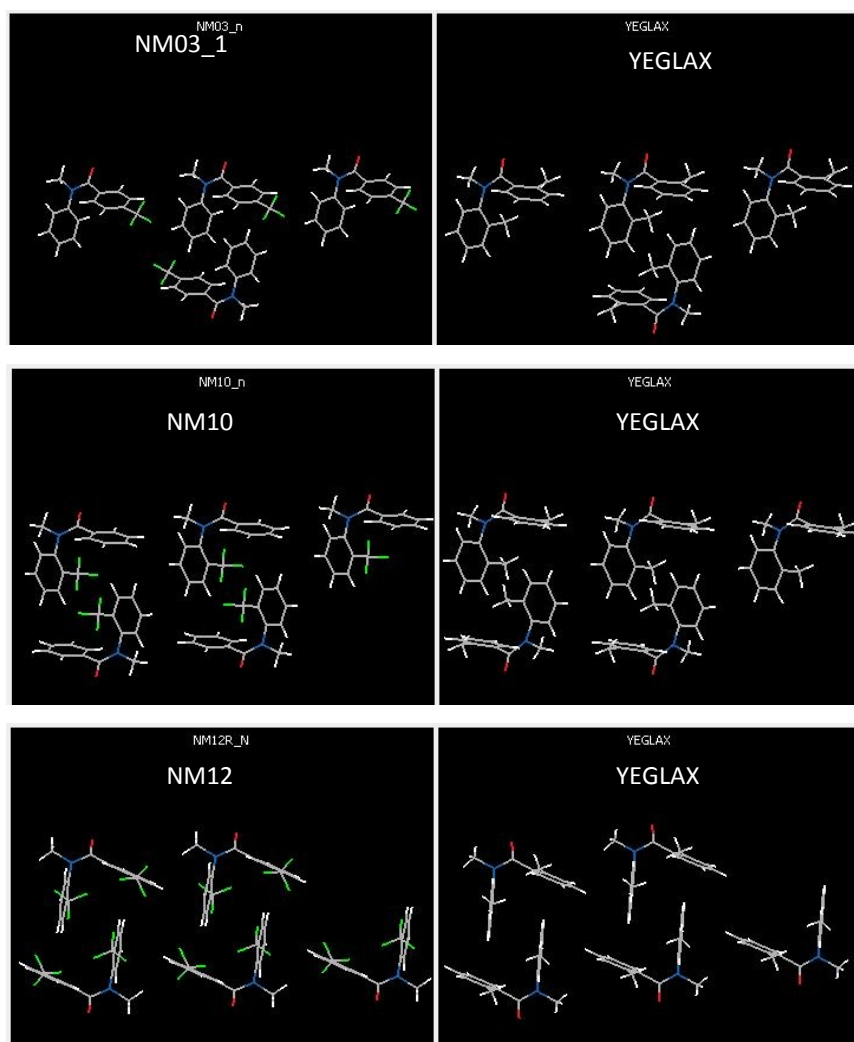 NM03_n
YEGLAX
NM03_1
YEGLAX
NM10_n
YEGLAX
NM10
YEGLAX
NM12R_N
YEGLAX
NM12
YEGLAX